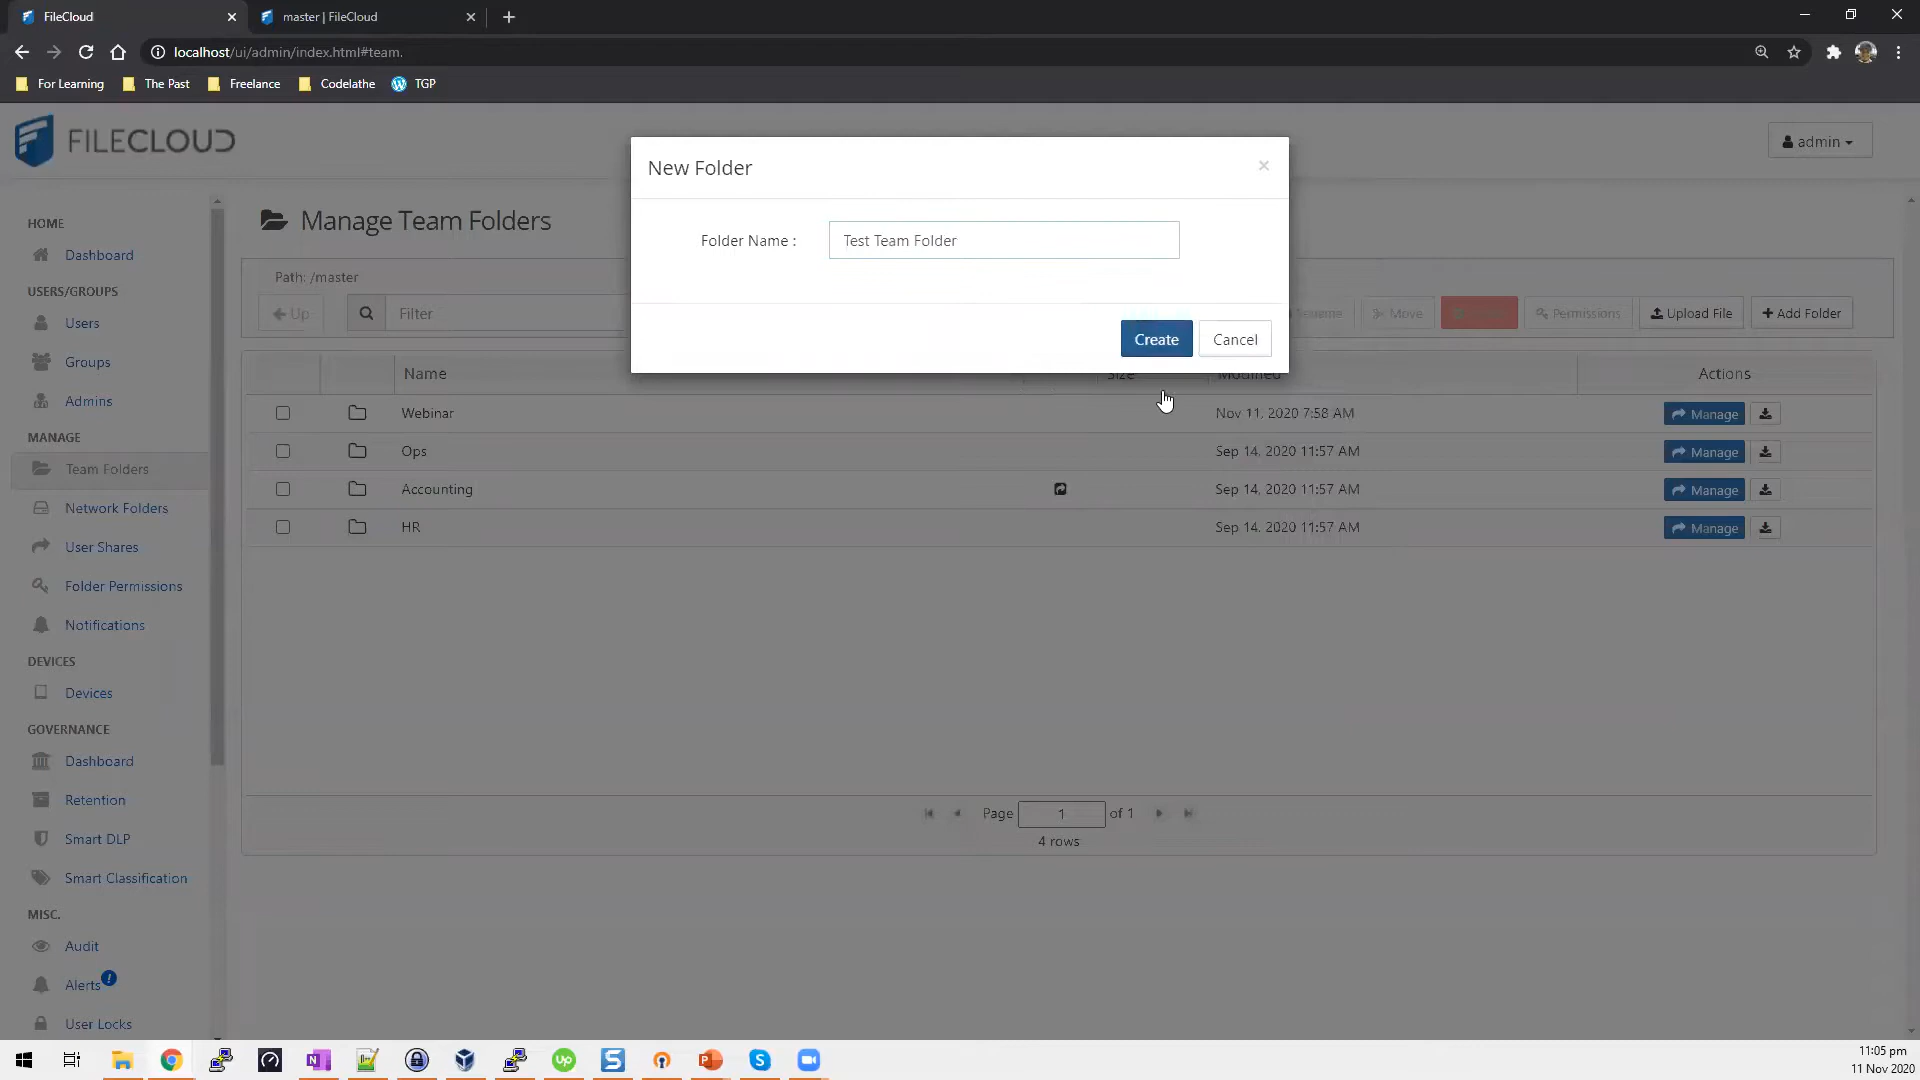 FileCloud
master | FileCloud
localhost/ui/admin/index.html#team.
For Learning
The Past
Freelance
Codelathe
TGP
FILECLOUD
admin
New Folder
Folder Name :
Test Team Folder
Create
Cancel
HOME
Dashboard
USERS/GROUPS
Users
Groups
Admins
MANAGE
Team Folders
Network Folders
User Shares
Folder Permissions
Notifications
DEVICES
Devices
GOVERNANCE
Dashboard
Retention
Smart DLP
Smart Classification
MISC.
Audit
Alerts
User Locks
Manage Team Folders
Path: /master
Up
Filter
Move
Permissions
Upload File
Add Folder
Name
Size
Modified
Actions
Webinar
Nov 11, 2020 7:58 AM
Manage
Ops
Sep 14, 2020 11:57 AM
Manage
Accounting
Sep 14, 2020 11:57 AM
Manage
HR
Sep 14, 2020 11:57 AM
Manage
Page 1 of 1
4 rows
11:05 pm
11 Nov 2020